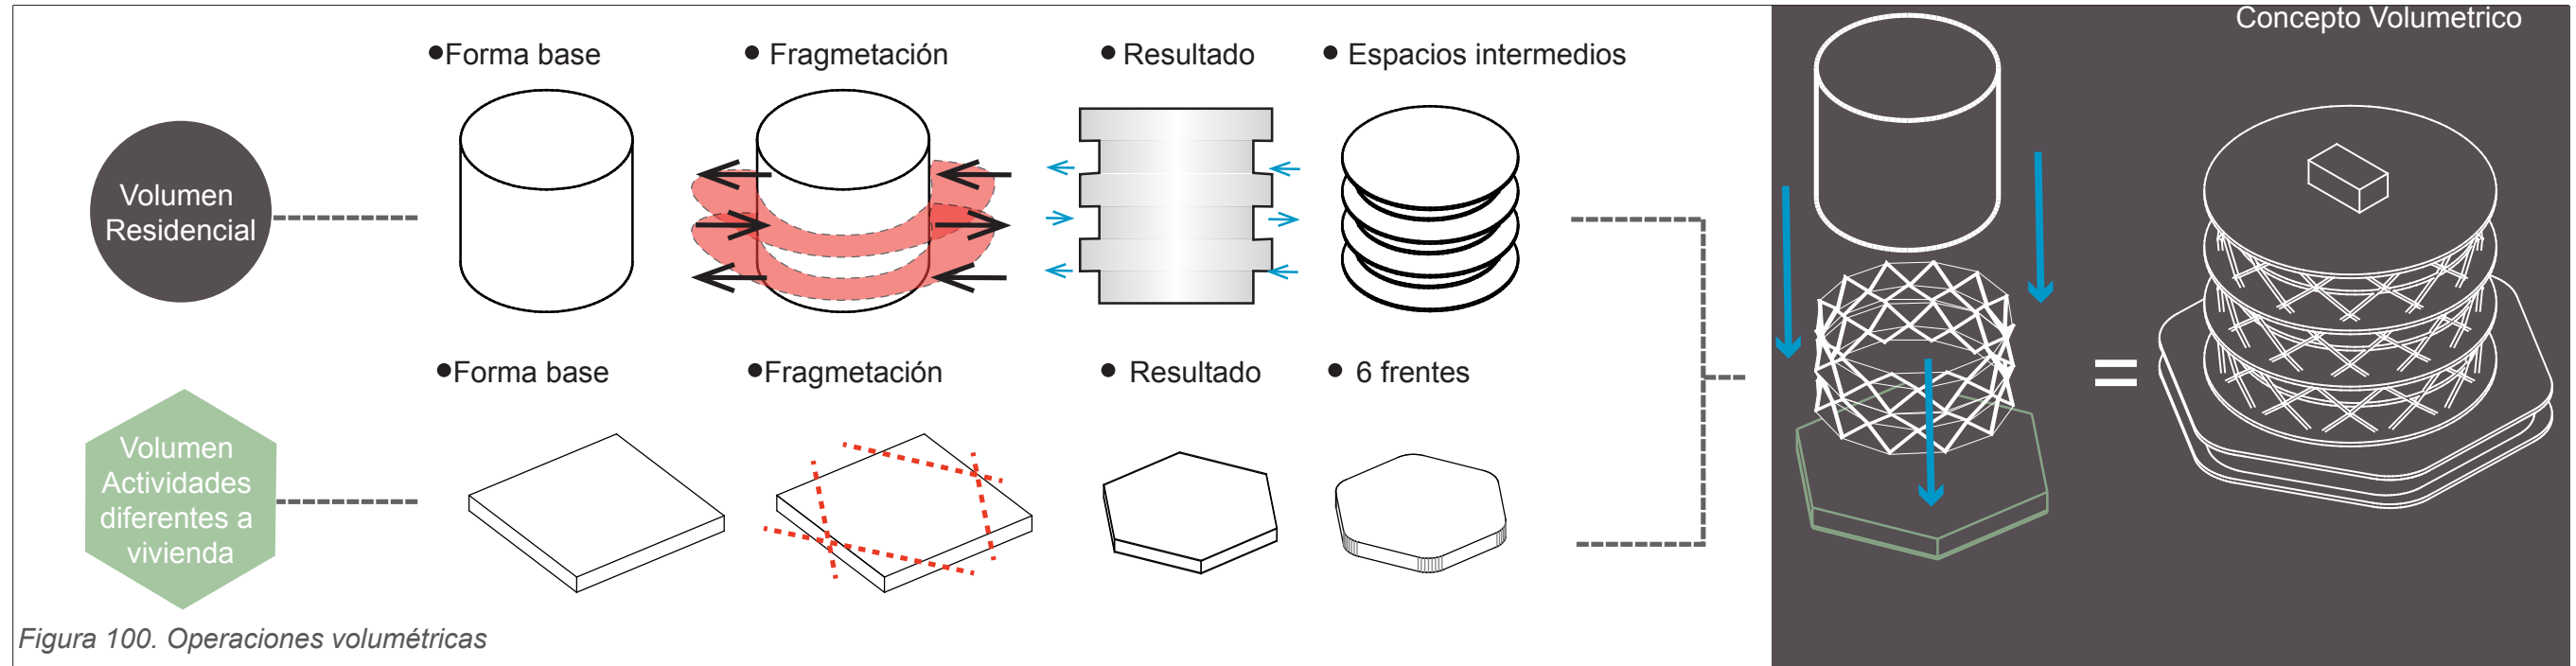 Concepto Volumetrico
●Forma base
● Fragmetación
● Resultado
● Espacios intermedios
Volumen
Residencial
●Forma base
●Fragmetación
● Resultado
● 6 frentes
=
Volumen
Actividades
diferentes a
vivienda
Figura 100. Operaciones volumétricas